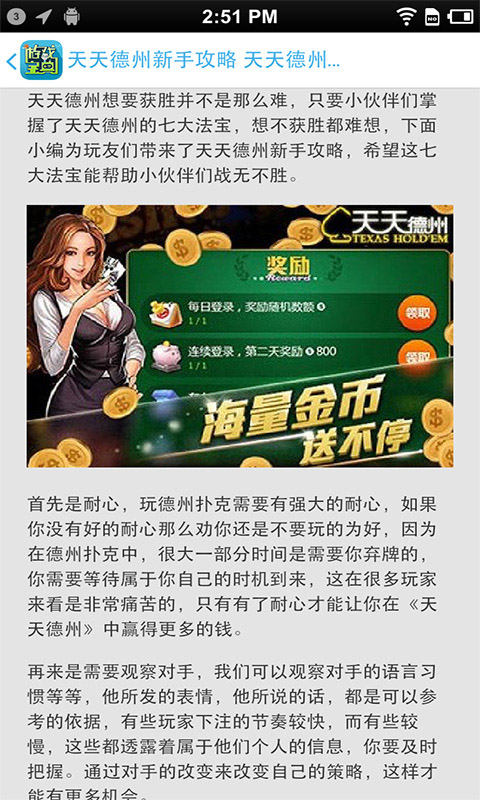 3
2:51 PM
游戏宝典
天天德州新手攻略 天天德州...
天天德州想要获胜并不是那么难，只要小伙伴们掌
握了天天德州的七大法宝，想不获胜都难想，下面
小编为玩友们带来了天天德州新手攻略，希望这七
大法宝能帮助小伙伴们战无不胜。
天天德州
TEXAS HOLD'EM
奖励
Reward
每日登录，奖励随机数额
领取
1/1
连续登录，第二天奖励 800
领取
1/1
海量金币
送不停
首先是耐心，玩德州扑克需要有强大的耐心，如果
你没有好的耐心那么劝你还是不要玩的为好，因为
在德州扑克中，很大一部分时间是需要你弃牌的，
你需要等待属于你自己的时机到来，这在很多玩家
来看是非常痛苦的，只有有了耐心才能让你在《天
天德州》中赢得更多的钱。
再来是需要观察对手，我们可以观察对手的语言习
惯等等，他所发的表情，他所说的话，都是可以参
考的依据，有些玩家下注的节奏较快，而有些较
慢，这些都透露着属于他们个人的信息，你要及时
把握。通过对手的改变来改变自己的策略，这样才
能有更多机会。